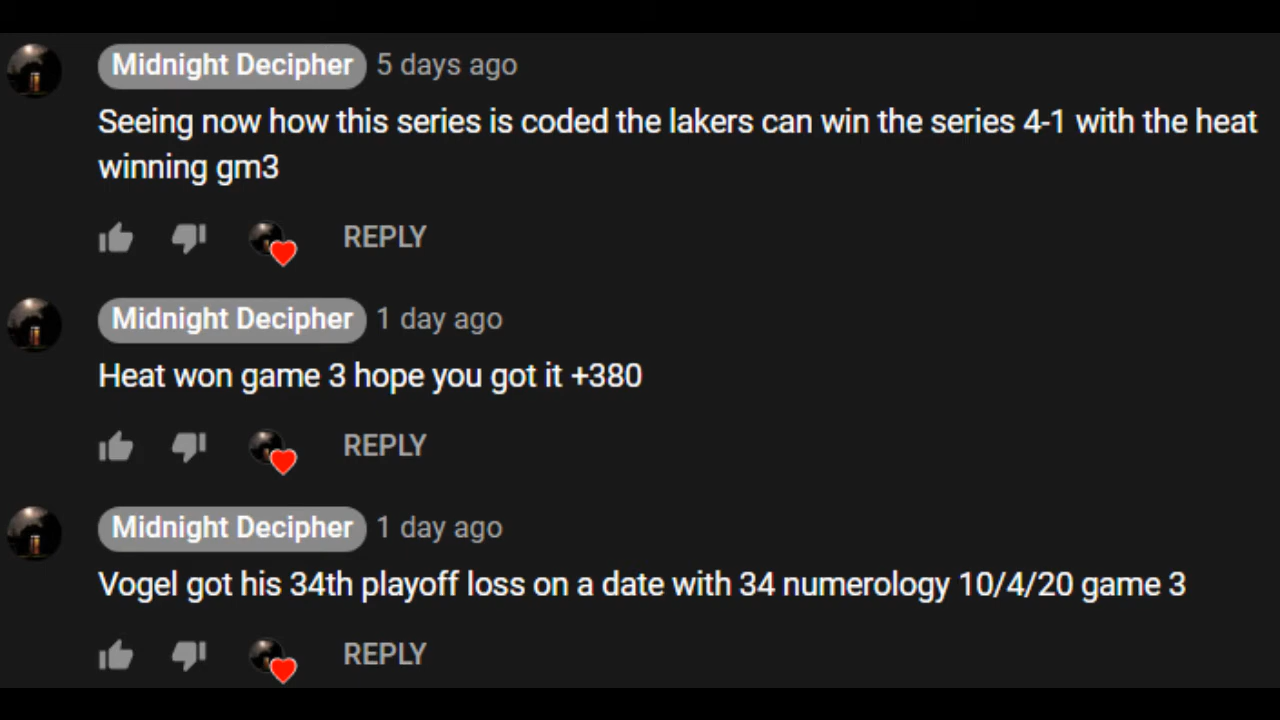 Midnight Decipher 5 days ago
Seeing now how this series is coded the lakers can win the series 4-1 with the heat
winning gm3
REPLY
Midnight Decipher 1 day ago
Heat won game 3 hope you got it +380
REPLY
Midnight Decipher 1 day ago
Vogel got his 34th playoff loss on a date with 34 numerology 10/4/20 game 3
REPLY